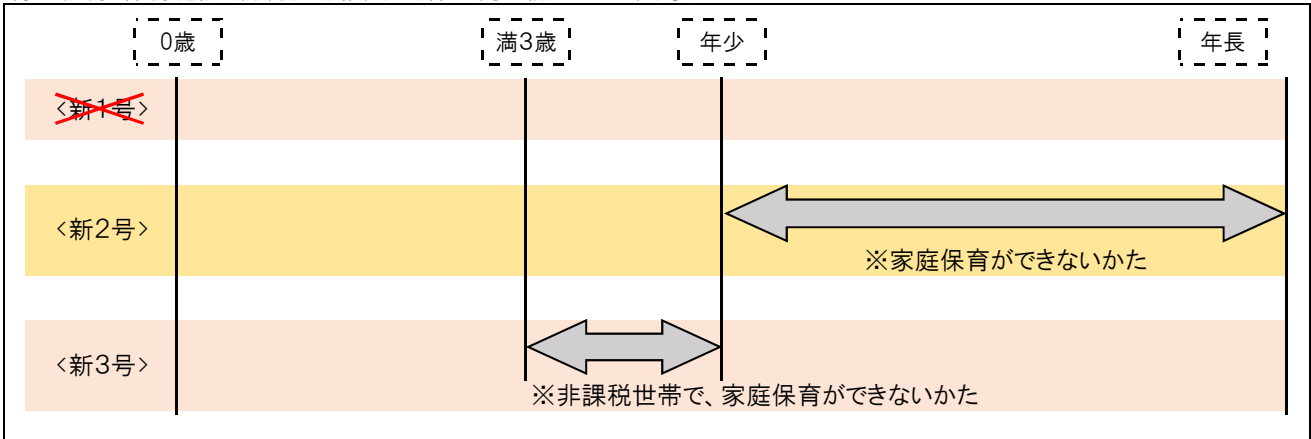 0歳
満3歳
年少
年長
<新1号>
<新2号>
※家庭保育ができないかた
<新3号>
※非課税世帯で、家庭保育ができないかた